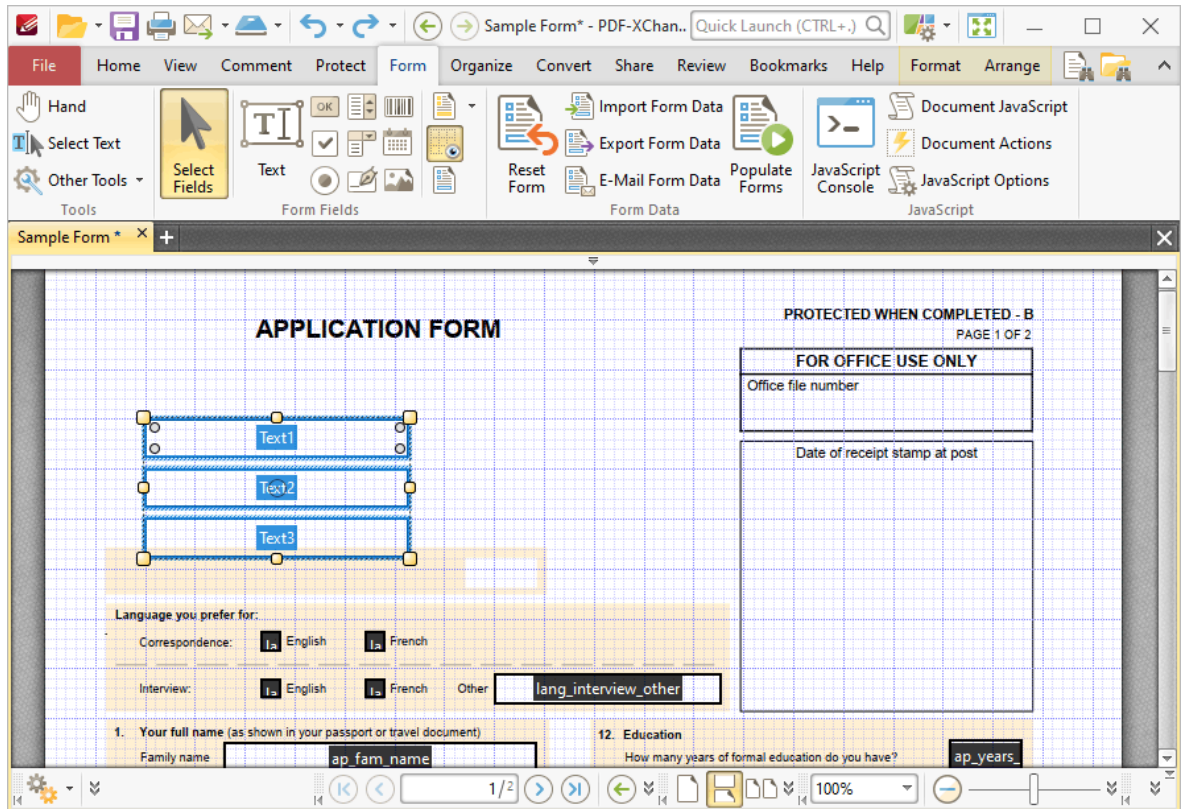 Sample Form* - PDF-XChan..
Quick Launch (CTRL+.)
File Home View Comment Protect Form Organize Convert Share Review Bookmarks Help Format Arrange
Hand
Select Text
Other Tools
Tools
Select Fields
Text
OK
Form Fields
Reset Form
Import Form Data
Export Form Data
E-Mail Form Data
Populate Forms
Form Data
JavaScript Console
Document JavaScript
Document Actions
JavaScript Options
JavaScript
Sample Form *
APPLICATION FORM
PROTECTED WHEN COMPLETED - B
PAGE 1 OF 2
FOR OFFICE USE ONLY
Office file number
Date of receipt stamp at post
Text1
Text2
Text3
Language you prefer for:
Correspondence: la English la French
Interview: la English la French Other lang_interview_other
1. Your full name (as shown in your passport or travel document)
Family name ap_fam_name
12. Education
How many years of formal education do you have? ap_years_
1/2
100%